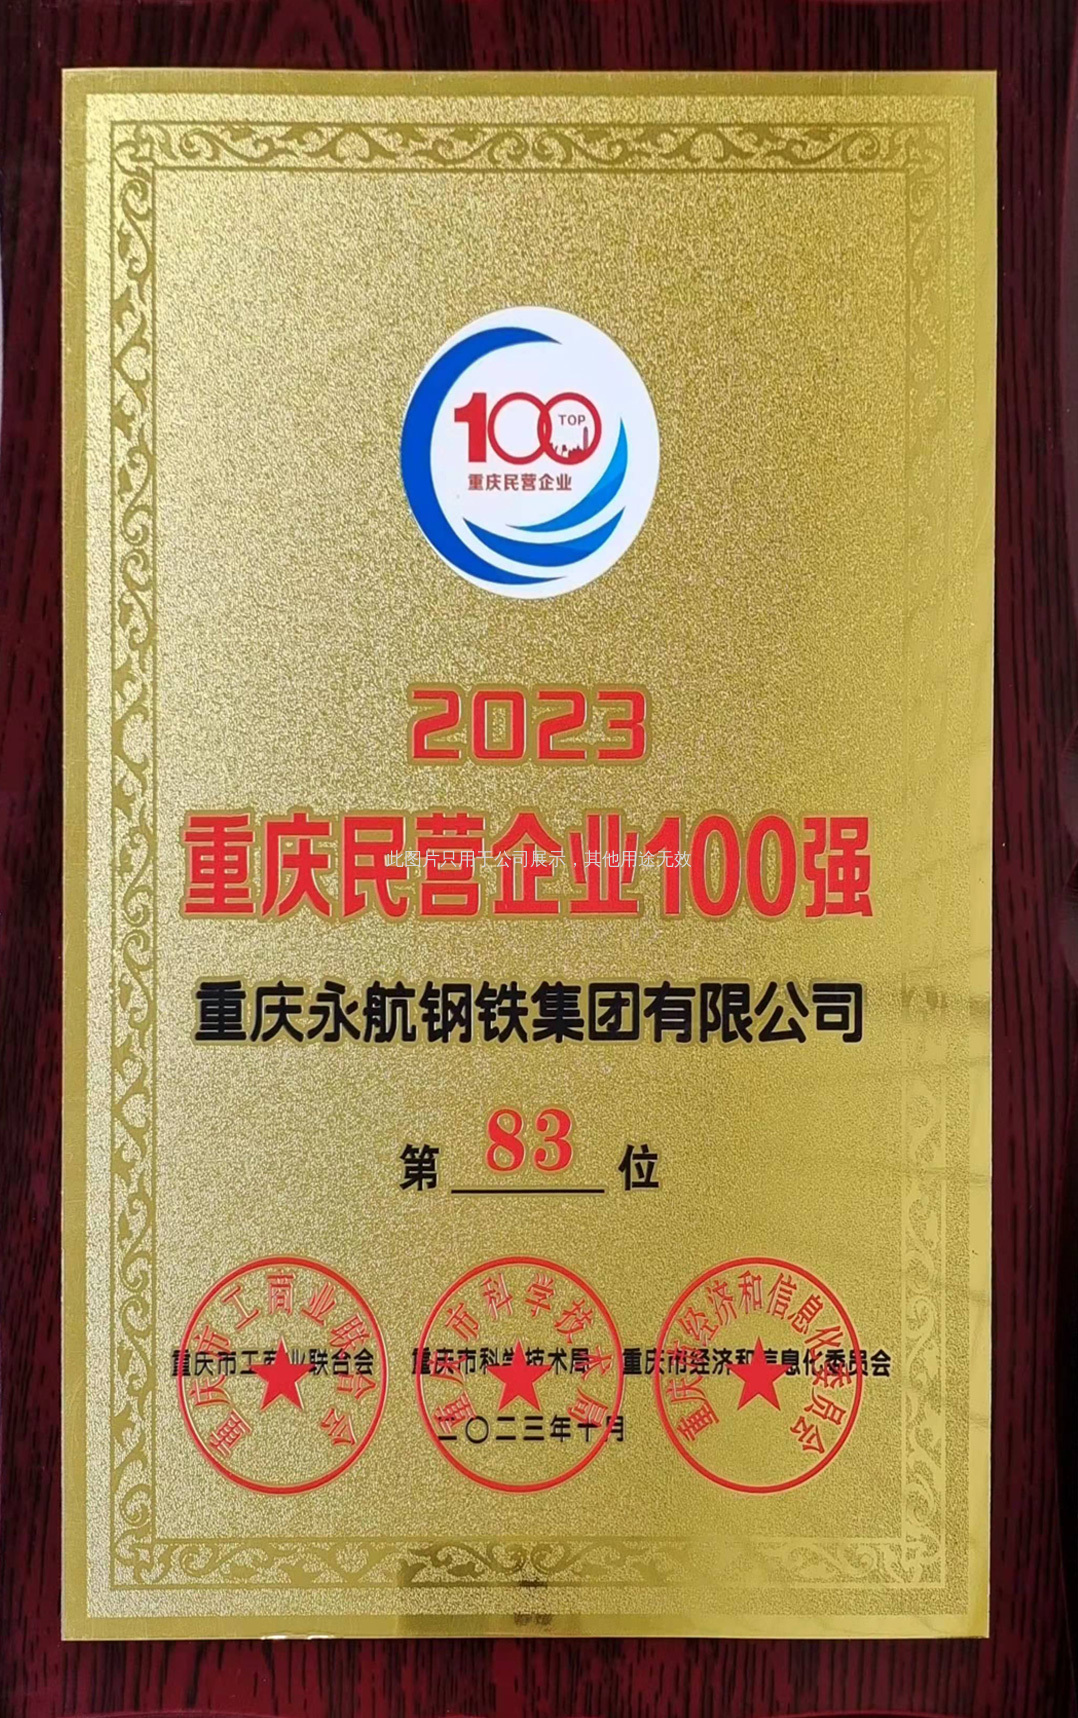 100
TOP
重庆民营企业
2023
重庆民营企业100强
此图片只用于公司展示，其他用途无效
重庆永航钢铁集团有限公司
第 83 位
重庆市工商业联合会 重庆市科学技术局 重庆市经济和信息化委员会
二〇二三年十月
重庆市工商业联合会
重庆市科学技术局
重庆市经济和信息化委员会